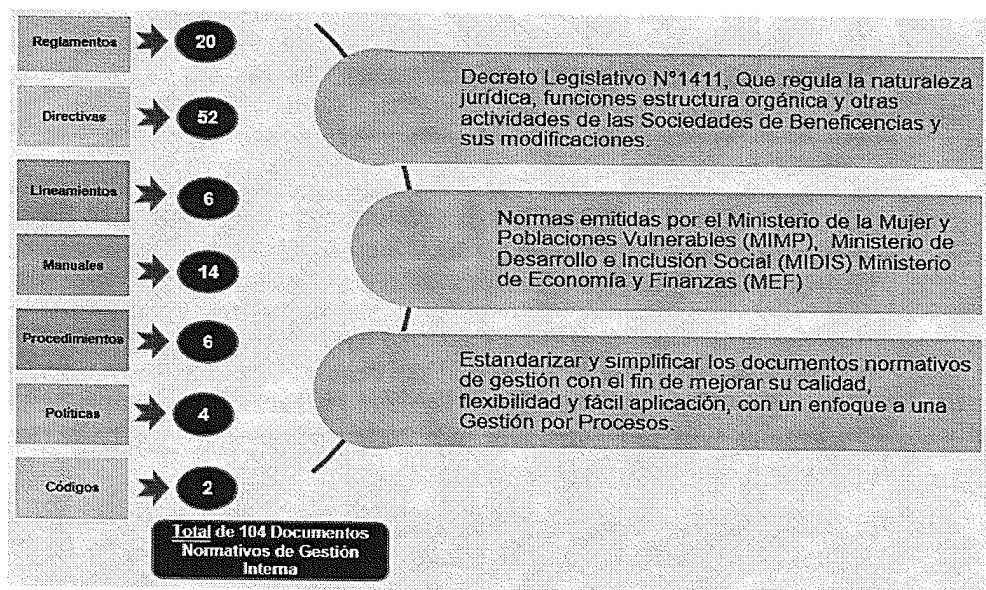 Reglamentos
20
Directivas
52
Lineamientos
6
Manuales
14
Procedimientos
6
Políticas
4
Códigos
2
Total de 104 Documentos
Normativos de Gestión
Interna
Decreto Legislativo N°1411, Que regula la naturaleza
jurídica, funciones estructura orgánica y otras
actividades de las Sociedades de Beneficencias y
sus modificaciones.
Normas emitidas por el Ministerio de la Mujer y
Poblaciones Vulnerables (MIMP), Ministerio de
Desarrollo e Inclusión Social (MIDIS) Ministerio
de Economía y Finanzas (MEF)
Estandarizar y simplificar los documentos normativos
de gestión con el fin de mejorar su calidad,
flexibilidad y fácil aplicación, con un enfoque a una
Gestión por Procesos.